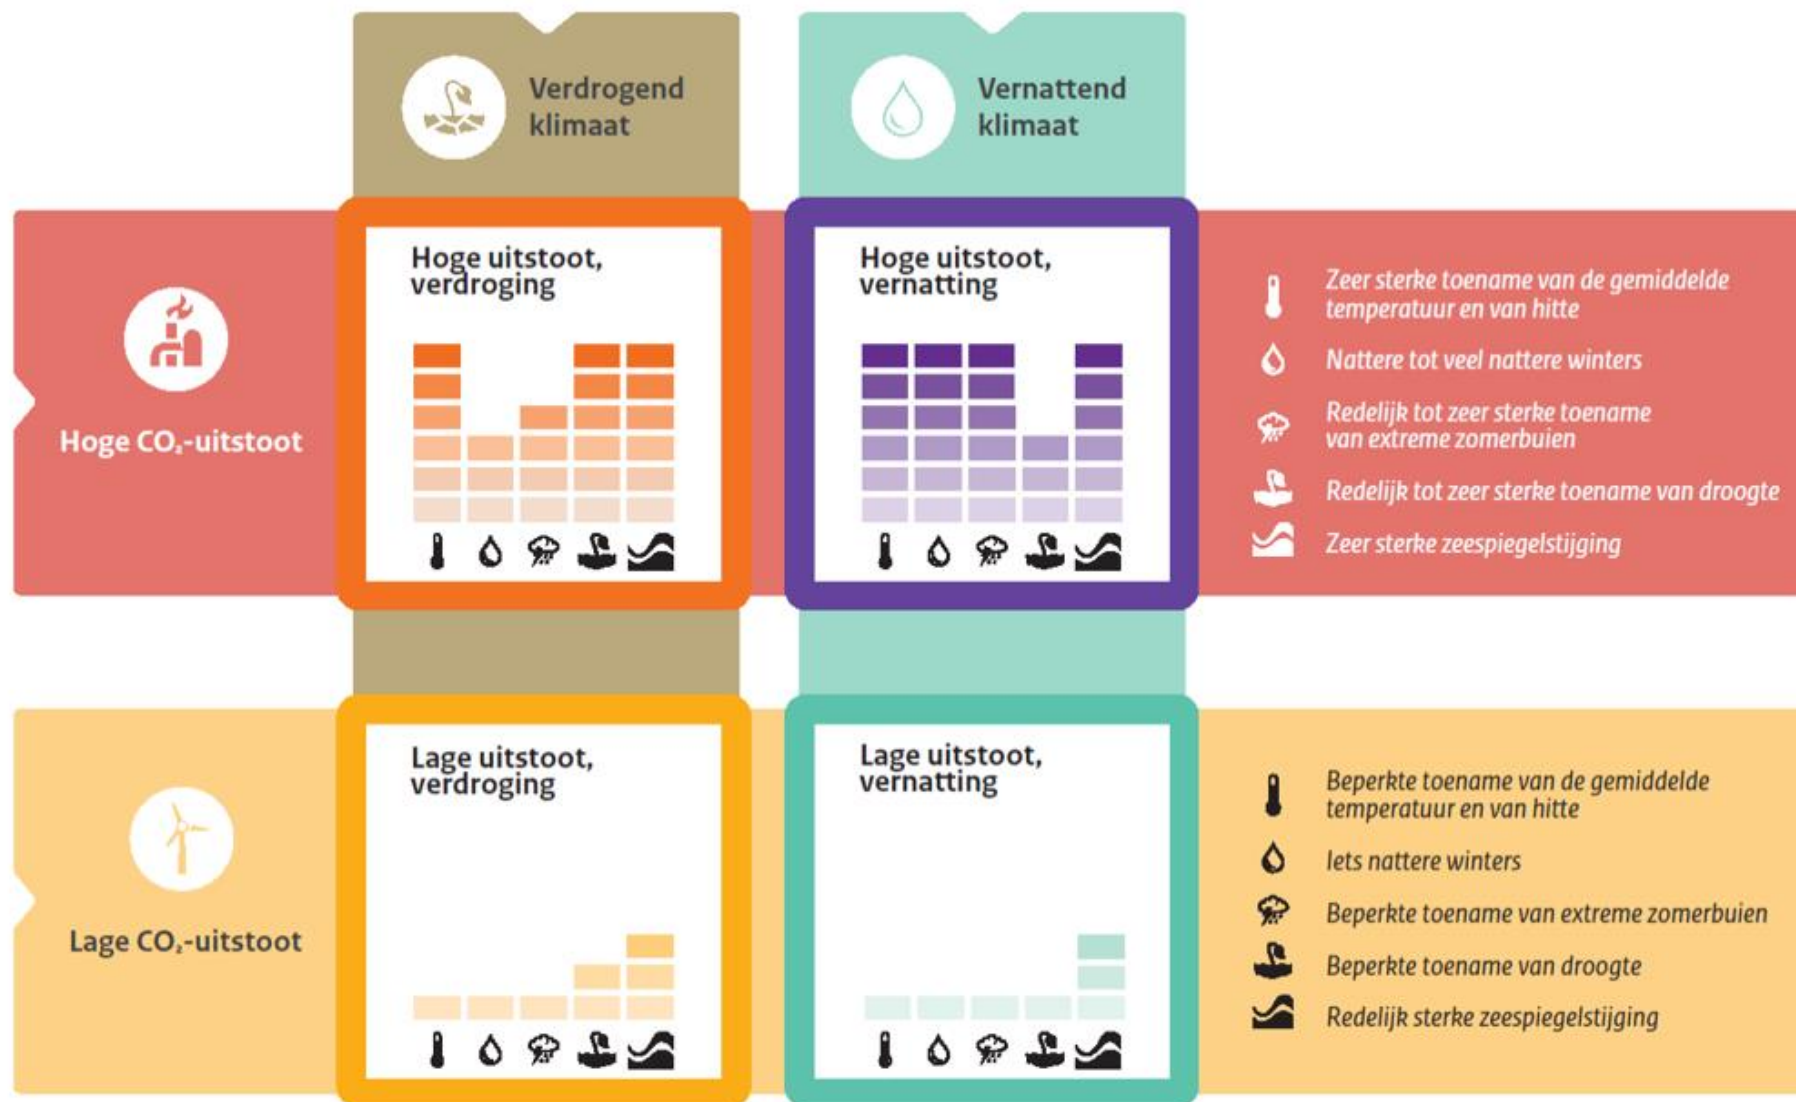 Verdrogend
klimaat
Vernattend
klimaat
Hoge CO₂-uitstoot
Hoge uitstoot,
verdroging
Hoge uitstoot,
vernatting
Zeer sterke toename van de gemiddelde
temperatuur en van hitte
Nattere tot veel nattere winters
Redelijk tot zeer sterke toename
van extreme zomerbuien
Redelijk tot zeer sterke toename van droogte
Zeer sterke zeespiegelstijging
Lage CO₂-uitstoot
Lage uitstoot,
verdroging
Lage uitstoot,
vernatting
Beperkte toename van de gemiddelde
temperatuur en van hitte
Iets nattere winters
Beperkte toename van extreme zomerbuien
Beperkte toename van droogte
Redelijk sterke zeespiegelstijging